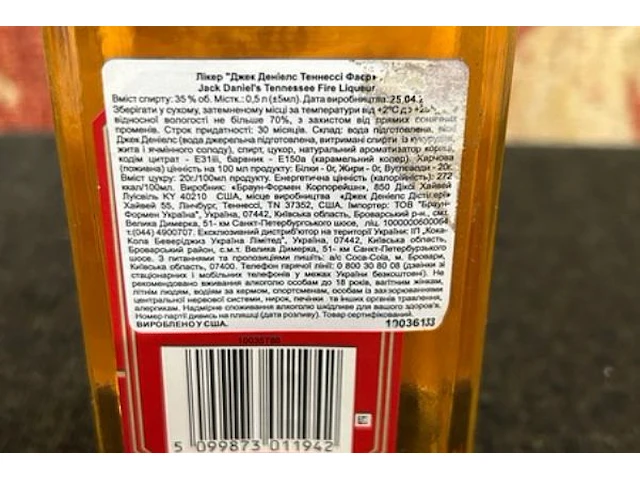 Лікер "Джек Деніелс Теннессі Фаєр"
Jack Daniel's Tennessee Fire Liqueur
Вміст спирту: 35 % об. Містк.: 0,5 л (±5мл). Дата виробництва: 25.04.
Зберігати у сухому, затемненому місці за температури від +2°С до
вологості не більше 70%, з захистом від прямих сонячних
променів. Строк придатності: 30 місяців. Склад: вода підготовлена,
Джек Деніелс (вода джерельна підготовлена, витримані спирти із кукурудзи,
жита і ячмінного солоду), спирт, цукор, натуральний ароматизатор кориці,
кодім цитрат - Е31ііі, барвник - Е150а (карамельний колер). Харчова
(поживна) цінність на 100 мл продукту: Білки - 0г, Жири - 0г, Вуглеводи - 20г.
Вміст цукру: 20г/100мл продукту. Енергетична цінність (калорійність): 272
ккал/100мл. Виробник: «Браун-Формен Корпорейшн», 850 Діксі Хайвей
Луїсвіль KY 40210 США, місце виробництва «Джек Деніелс Дістілері»
Хайвей 55, Лінчбург, Теннессі, TN 37352, США. Імпортер: ТОВ "Браун-
Формен Україна", Україна, 07442, Київська область, Броварський р-н., смт.
Велика Димерка, 51- км Санкт-Петербурзького шосе, ід. номер: 1000000600064
т.(044) 4900707. Ексклюзивний дистриб'ютор на території України: ІП „Кока-
Кола Беверіджиз Україна Лімітед", Україна, 07442, Київська область,
Броварський район, с.м.т. Велика Димерка, 51- км Санкт-Петербурзького
шосе. З питаннями та пропозиціями пишіть: а/с Coca-Cola, м. Бровари,
Київська область, 07400. Телефон гарячої лінії: 0 800 30 80 08 (дзвінки зі
стаціонарних і мобільних телефонів у межах України безкоштовні). Не
рекомендовано вживання алкоголю особам до 18 років, вагітним жінкам,
літнім людям, водіям за кермом, спортсменам, особам із захворюваннями
центральної нервової системи, нирок, печінки та інших органів травлення,
алергикам. Надмірне споживання алкоголю шкідливе для вашого здоров'я.
Номер партії дивись на пляшці (дата розливу). Товар сертифікований.
ВИРОБЛЕНО У США. 10036133
10036780
5 099873 011942